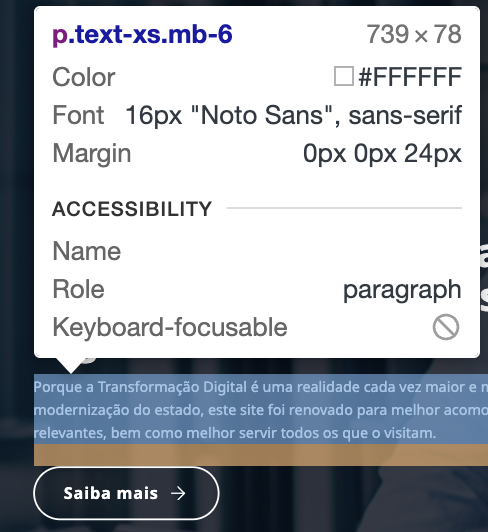 p.text-xs.mb-6 739 × 78
Color #FFFFFF
Font 16px "Noto Sans", sans-serif
Margin 0px 0px 24px
ACCESSIBILITY
Name
Role paragraph
Keyboard-focusable
Porque a Transformação Digital é uma realidade cada vez maior e
modernização do estado, este site foi renovado para melhor acomo
relevantes, bem como melhor servir todos os que o visitam.
Saiba mais →